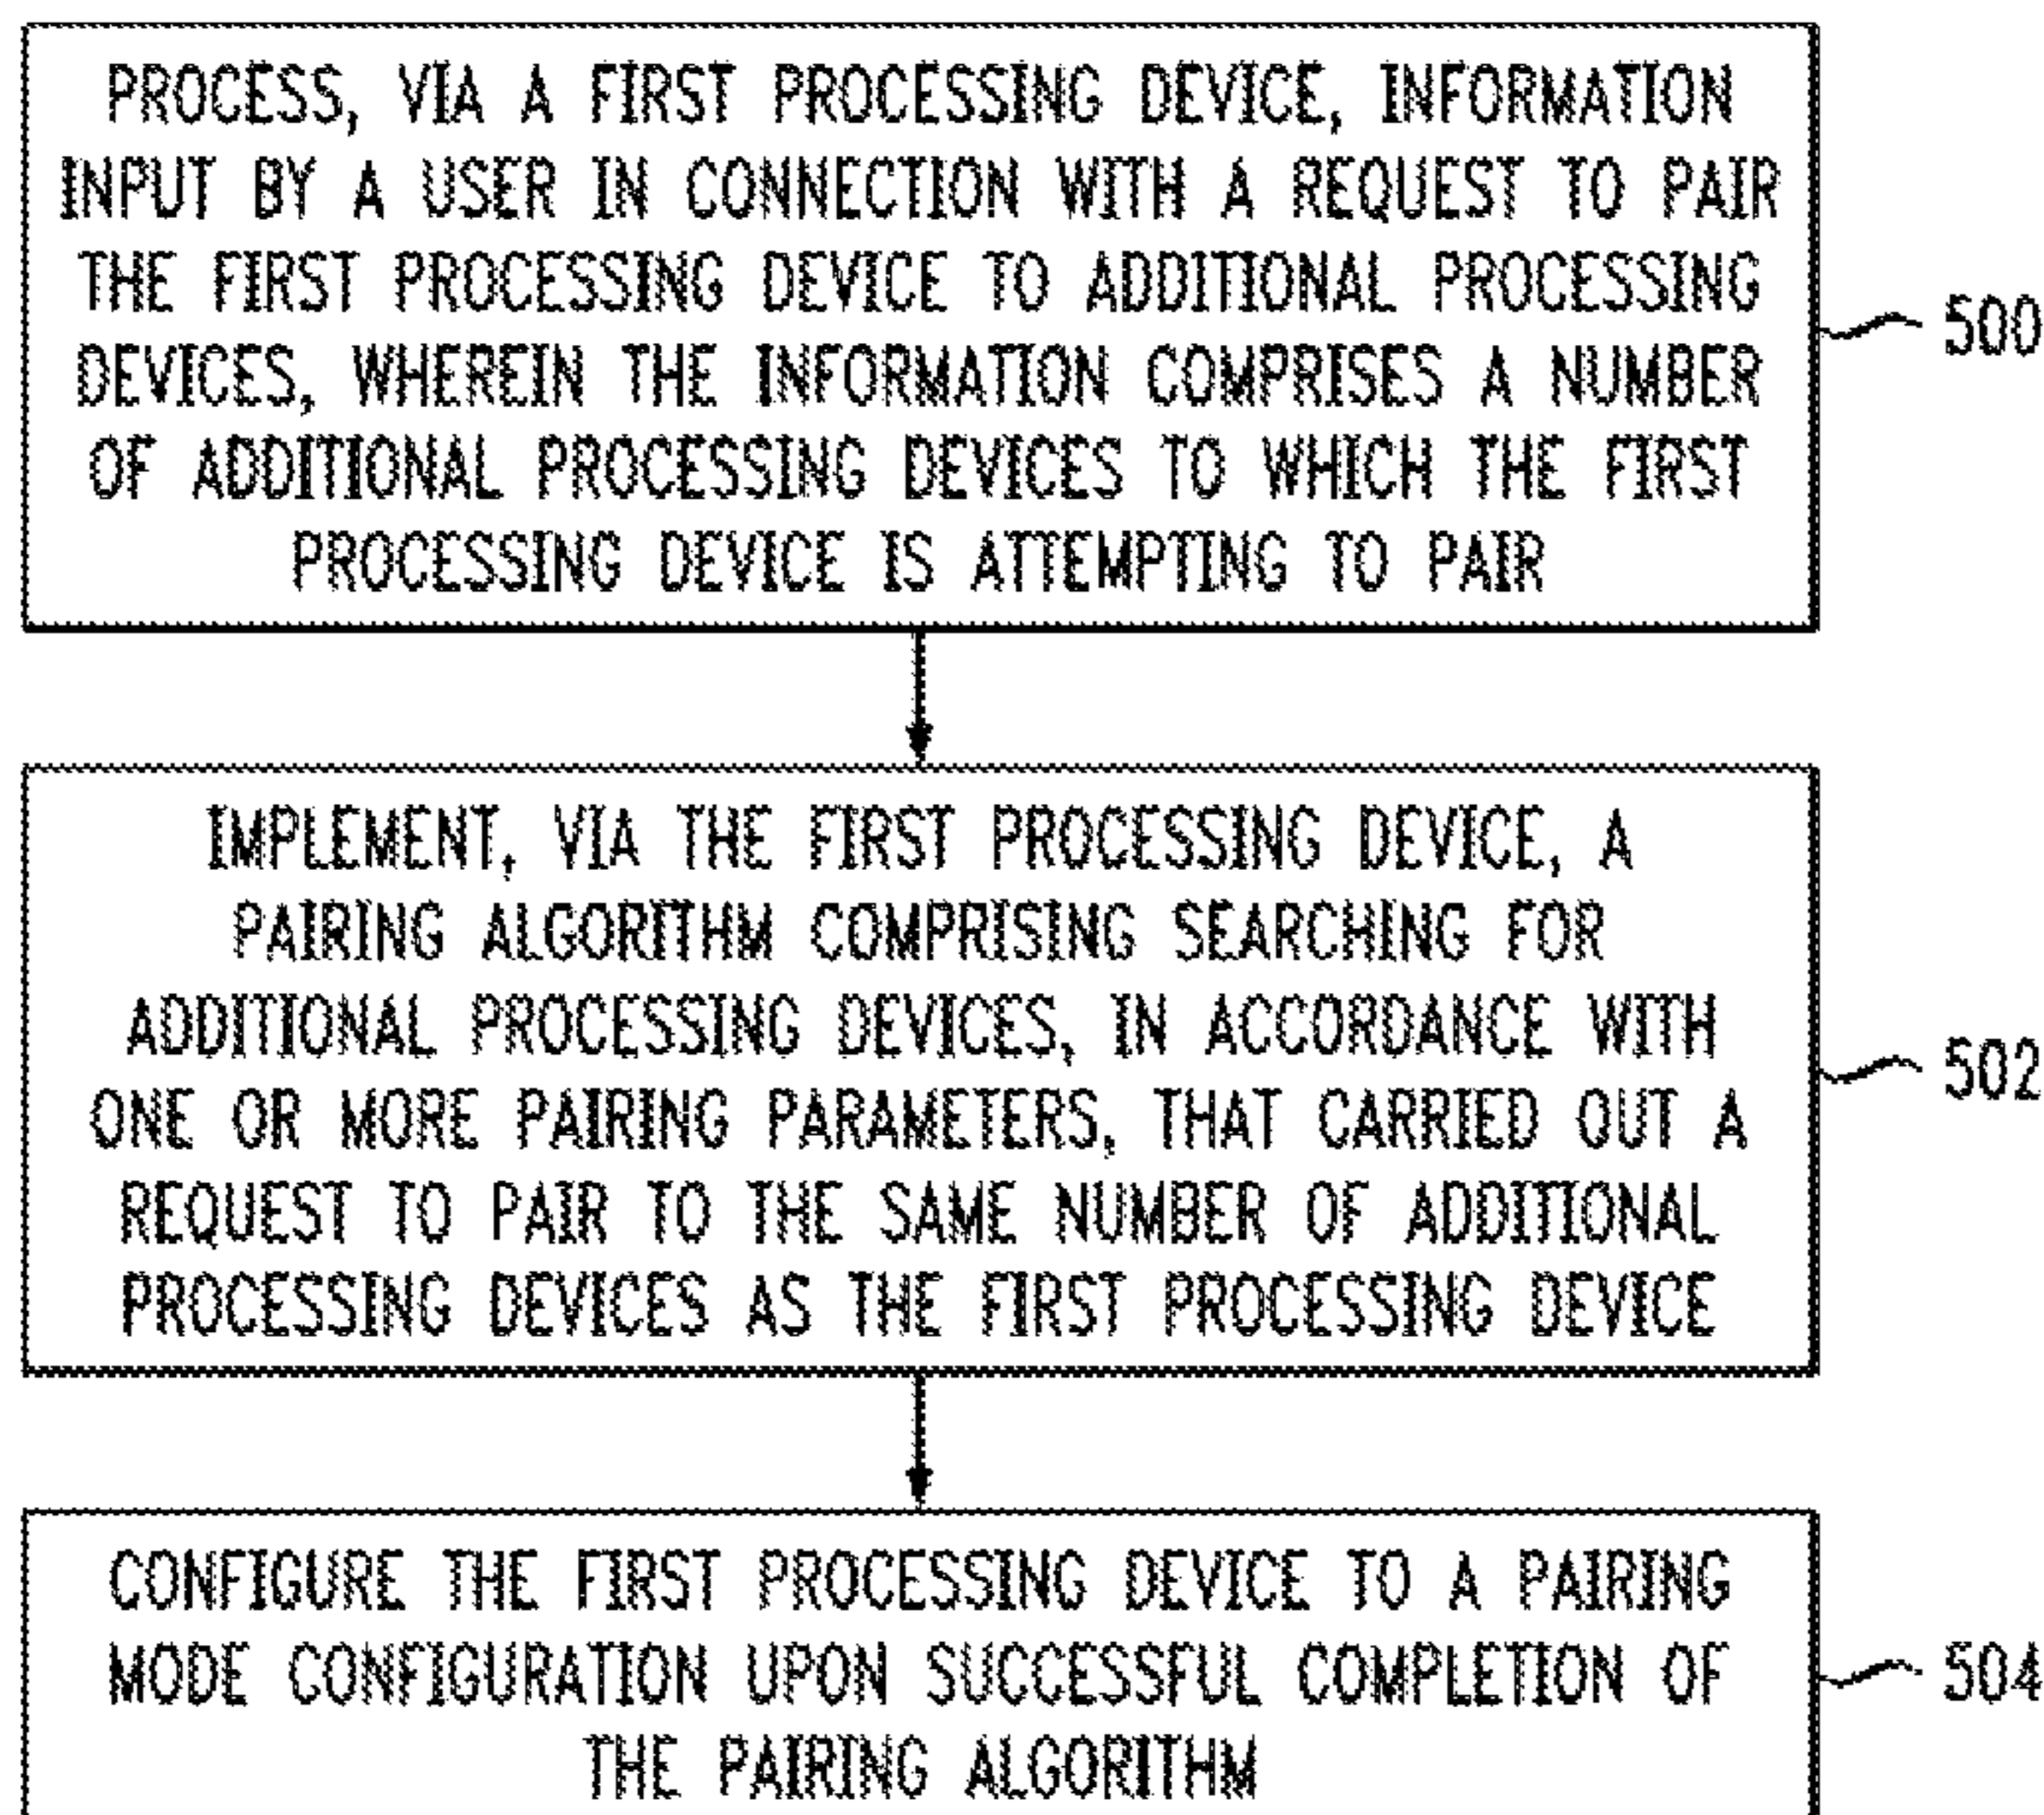 PROCESS, VIA A FIRST PROCESSING DEVICE, INFORMATION
INPUT BY A USER IN CONNECTION WITH A REQUEST TO PAIR
THE FIRST PROCESSING DEVICE TO ADDITIONAL PROCESSING
DEVICES, WHEREIN THE INFORMATION COMPRISES A NUMBER
OF ADDITIONAL PROCESSING DEVICES TO WHICH THE FIRST
PROCESSING DEVICE IS ATTEMPTING TO PAIR
500
IMPLEMENT, VIA THE FIRST PROCESSING DEVICE, A
PAIRING ALGORITHM COMPRISING SEARCHING FOR
ADDITIONAL PROCESSING DEVICES, IN ACCORDANCE WITH
ONE OR MORE PAIRING PARAMETERS, THAT CARRIED OUT A
REQUEST TO PAIR TO THE SAME NUMBER OF ADDITIONAL
PROCESSING DEVICES AS THE FIRST PROCESSING DEVICE
502
CONFIGURE THE FIRST PROCESSING DEVICE TO A PAIRING
MODE CONFIGURATION UPON SUCCESSFUL COMPLETION OF
THE PAIRING ALGORITHM
504